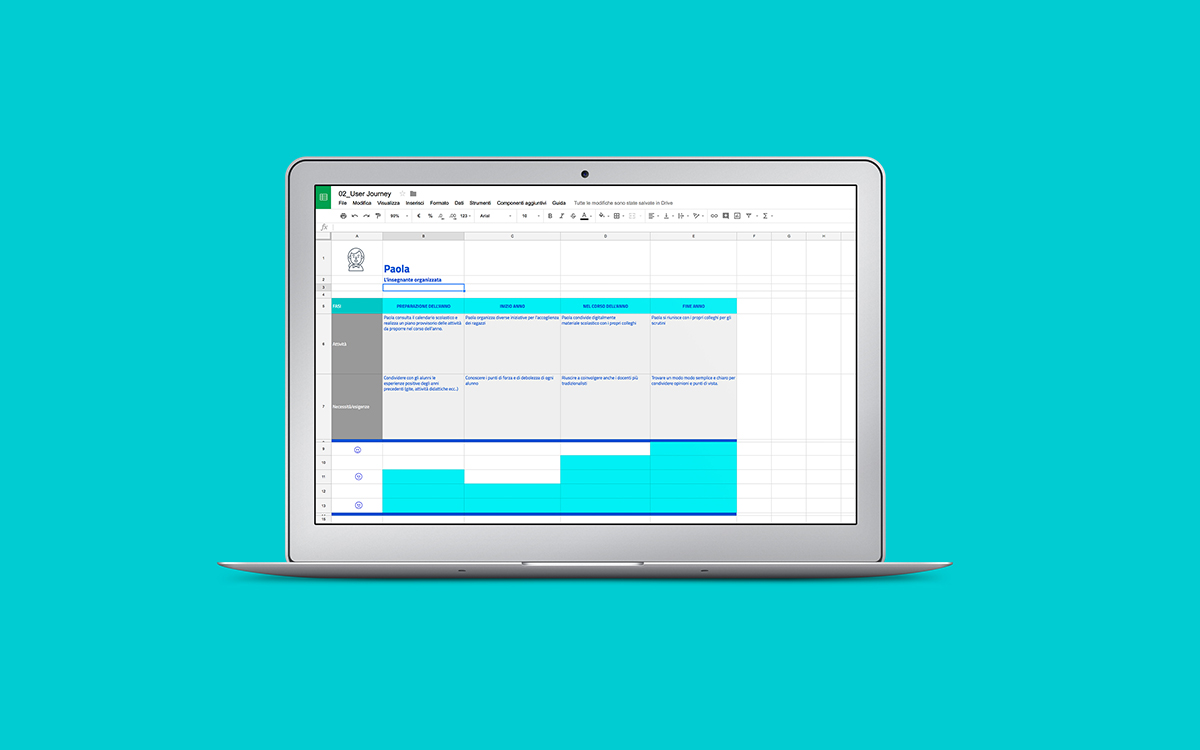 02_User Journey
File Modifica Visualizza Inserisci Formato Dati Strumenti Componenti aggiuntivi Guida Tutte le modifiche sono state salvate in Drive
90% € % .0 .00 123 Arial 18 B I S A
fx
A B C D E F G H
1
Paola
2 L'insegnante organizzata
3
4
5 FASI PREPARAZIONE DELL'ANNO INIZIO ANNO NEL CORSO DELL'ANNO FINE ANNO
Paola consulta il calendario scolastico e Paola organizza diverse iniziative per l'accoglienza Paola condivide digitalmente Paola si riunisce con i propri colleghi per gli
realizza un piano provvisorio delle attività dei ragazzi materiale scolastico con i propri colleghi scrutini
da proporre nel corso dell'anno.
6 Attività
Condividere con gli alunni le Conoscere i punti di forza e di debolezza di ogni Riuscire a coinvolgere anche i docenti più Trovare un modo semplice e chiaro per
esperienze positive degli anni alunno tradizionalisti condividere opinioni e punti di vista.
precedenti (gite, attività didattiche ecc..)
7 Necessità/esigenze
9
10
11
12
13
15